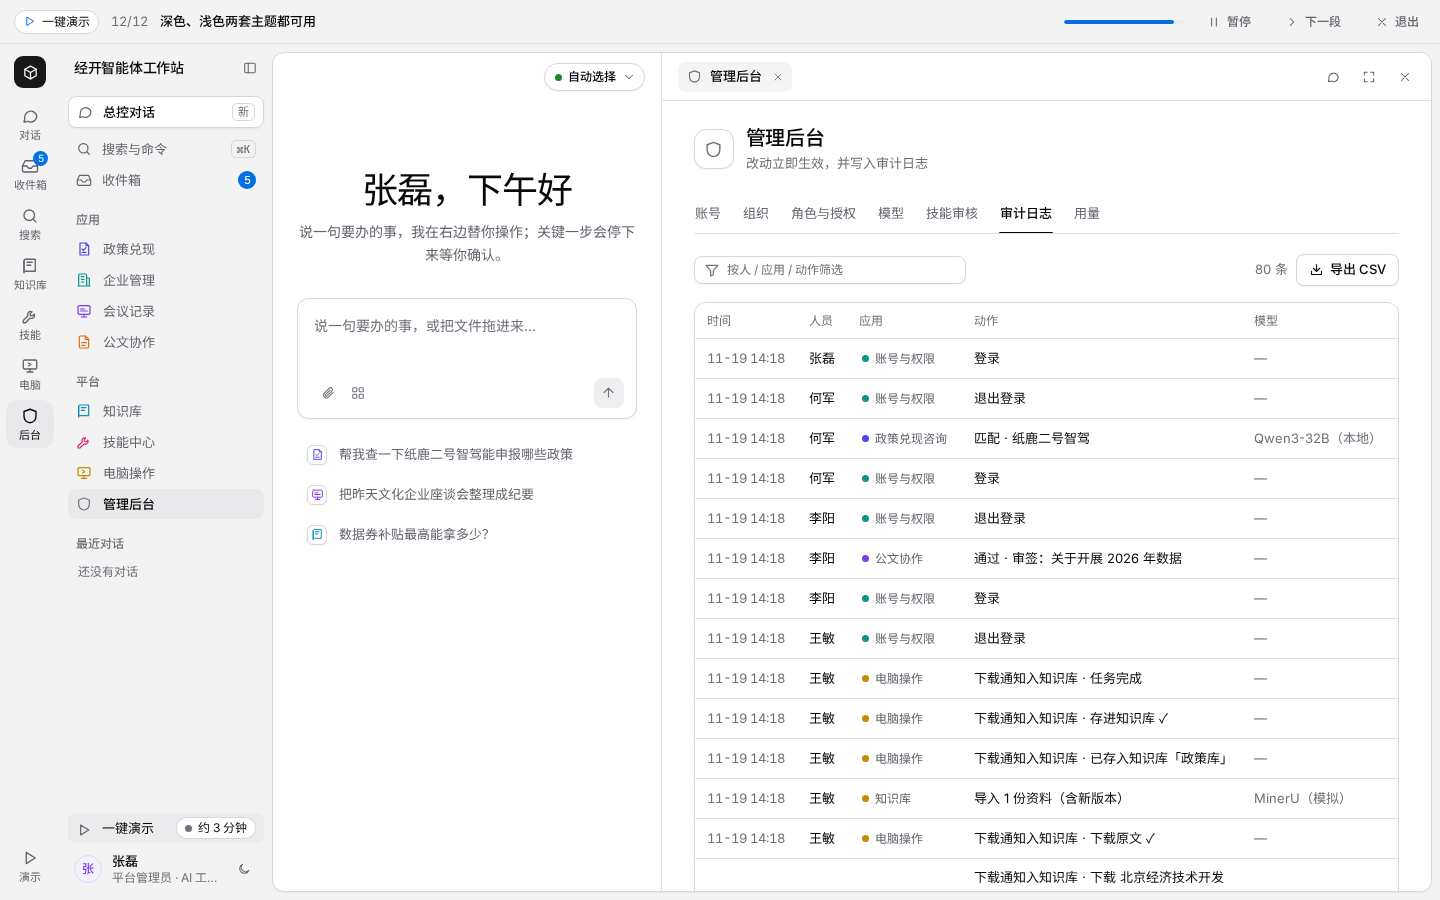 一键演示 12/12 深色、浅色两套主题都可用 暂停 下一段 退出
经开智能体工作站
对话
收件箱 5
搜索
知识库
技能
电脑
后台
演示
总控对话 新
搜索与命令 ⌘K
收件箱 5
应用
政策兑现
企业管理
会议记录
公文协作
平台
知识库
技能中心
电脑操作
管理后台
最近对话
还没有对话
一键演示 约 3 分钟
张 张磊
平台管理员 · AI 工...
自动选择
张磊，下午好
说一句要办的事，我在右边替你操作；关键一步会停下
来等你确认。
说一句要办的事，或把文件拖进来...
帮我查一下纸鹿二号智驾能申报哪些政策
把昨天文化企业座谈会整理成纪要
数据券补贴最高能拿多少？
管理后台
管理后台
改动立即生效，并写入审计日志
账号 组织 角色与授权 模型 技能审核 审计日志 用量
按人 / 应用 / 动作筛选 80 条 导出 CSV
时间 人员 应用 动作 模型
11-19 14:18 张磊 账号与权限 登录 —
11-19 14:18 何军 账号与权限 退出登录 —
11-19 14:18 何军 政策兑现咨询 匹配 · 纸鹿二号智驾 Qwen3-32B（本地）
11-19 14:18 何军 账号与权限 登录 —
11-19 14:18 李阳 账号与权限 退出登录 —
11-19 14:18 李阳 公文协作 通过 · 审签：关于开展 2026 年数据 —
11-19 14:18 李阳 账号与权限 登录 —
11-19 14:18 王敏 账号与权限 退出登录 —
11-19 14:18 王敏 电脑操作 下载通知入知识库 · 任务完成 —
11-19 14:18 王敏 电脑操作 下载通知入知识库 · 存进知识库 ✓ —
11-19 14:18 王敏 电脑操作 下载通知入知识库 · 已存入知识库「政策库」 —
11-19 14:18 王敏 知识库 导入 1 份资料（含新版本） MinerU（模拟）
11-19 14:18 王敏 电脑操作 下载通知入知识库 · 下载原文 ✓ —
下载通知入知识库 · 下载 北京经济技术开发